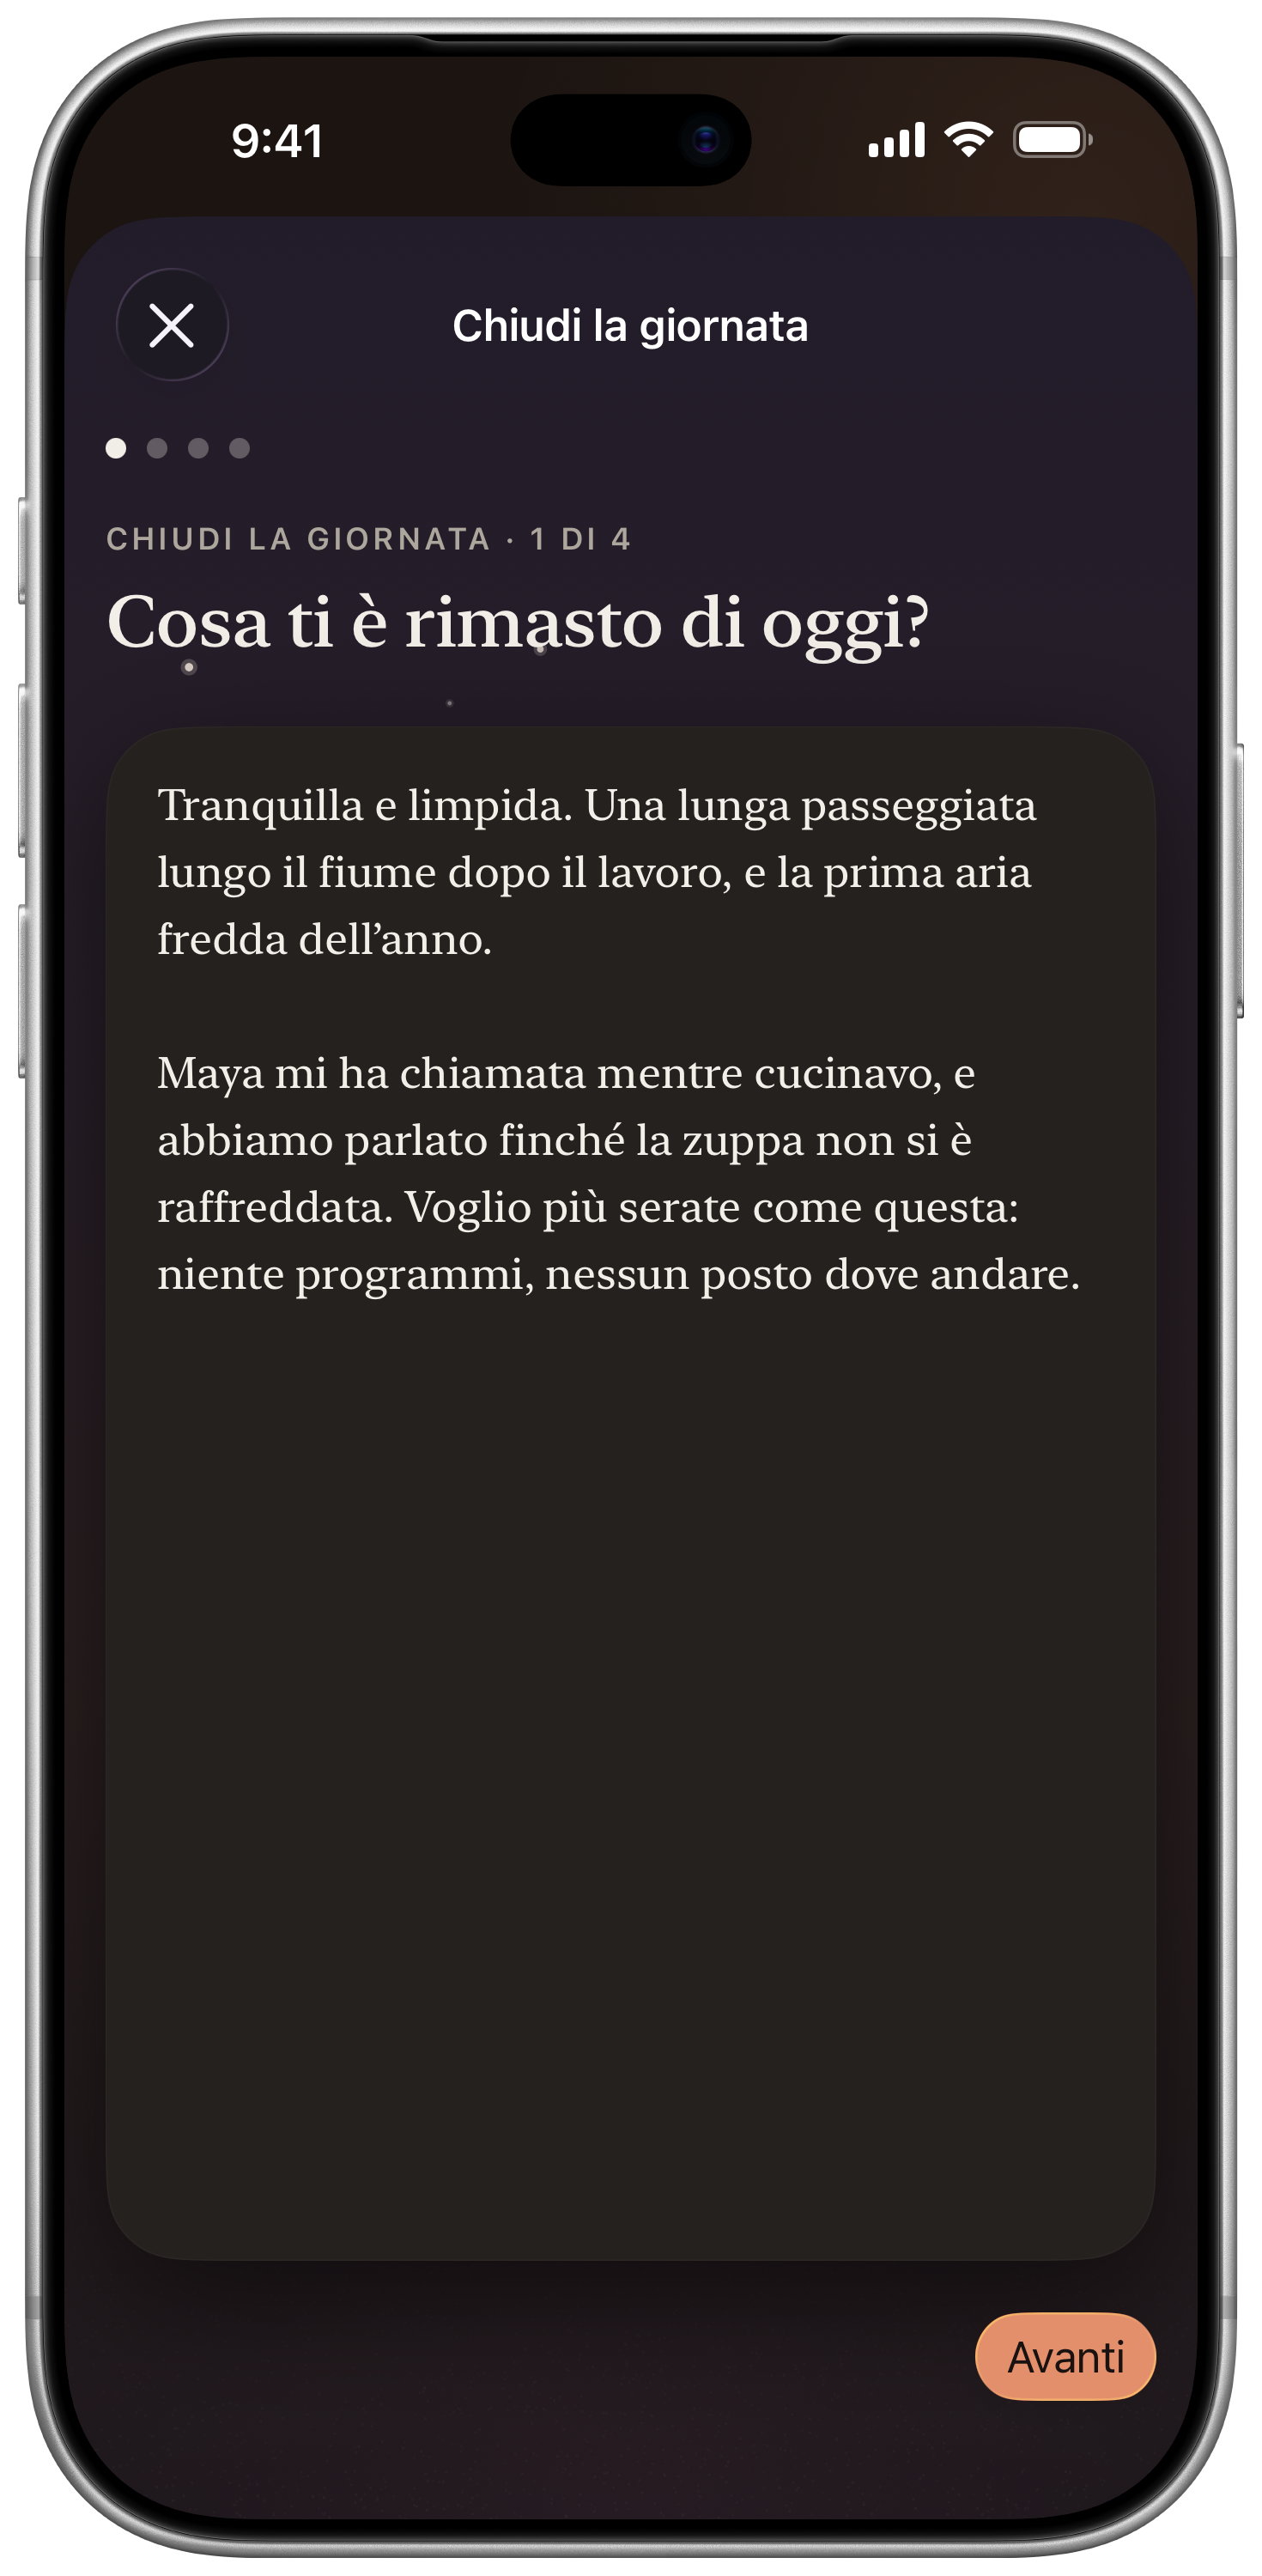 9:41
Chiudi la giornata
CHIUDI LA GIORNATA · 1 DI 4
Cosa ti è rimasto di oggi?
Tranquilla e limpida. Una lunga passeggiata
lungo il fiume dopo il lavoro, e la prima aria
fredda dell’anno.
Maya mi ha chiamata mentre cucinavo, e
abbiamo parlato finché la zuppa non si è
raffreddata. Voglio più serate come questa:
niente programmi, nessun posto dove andare.
Avanti